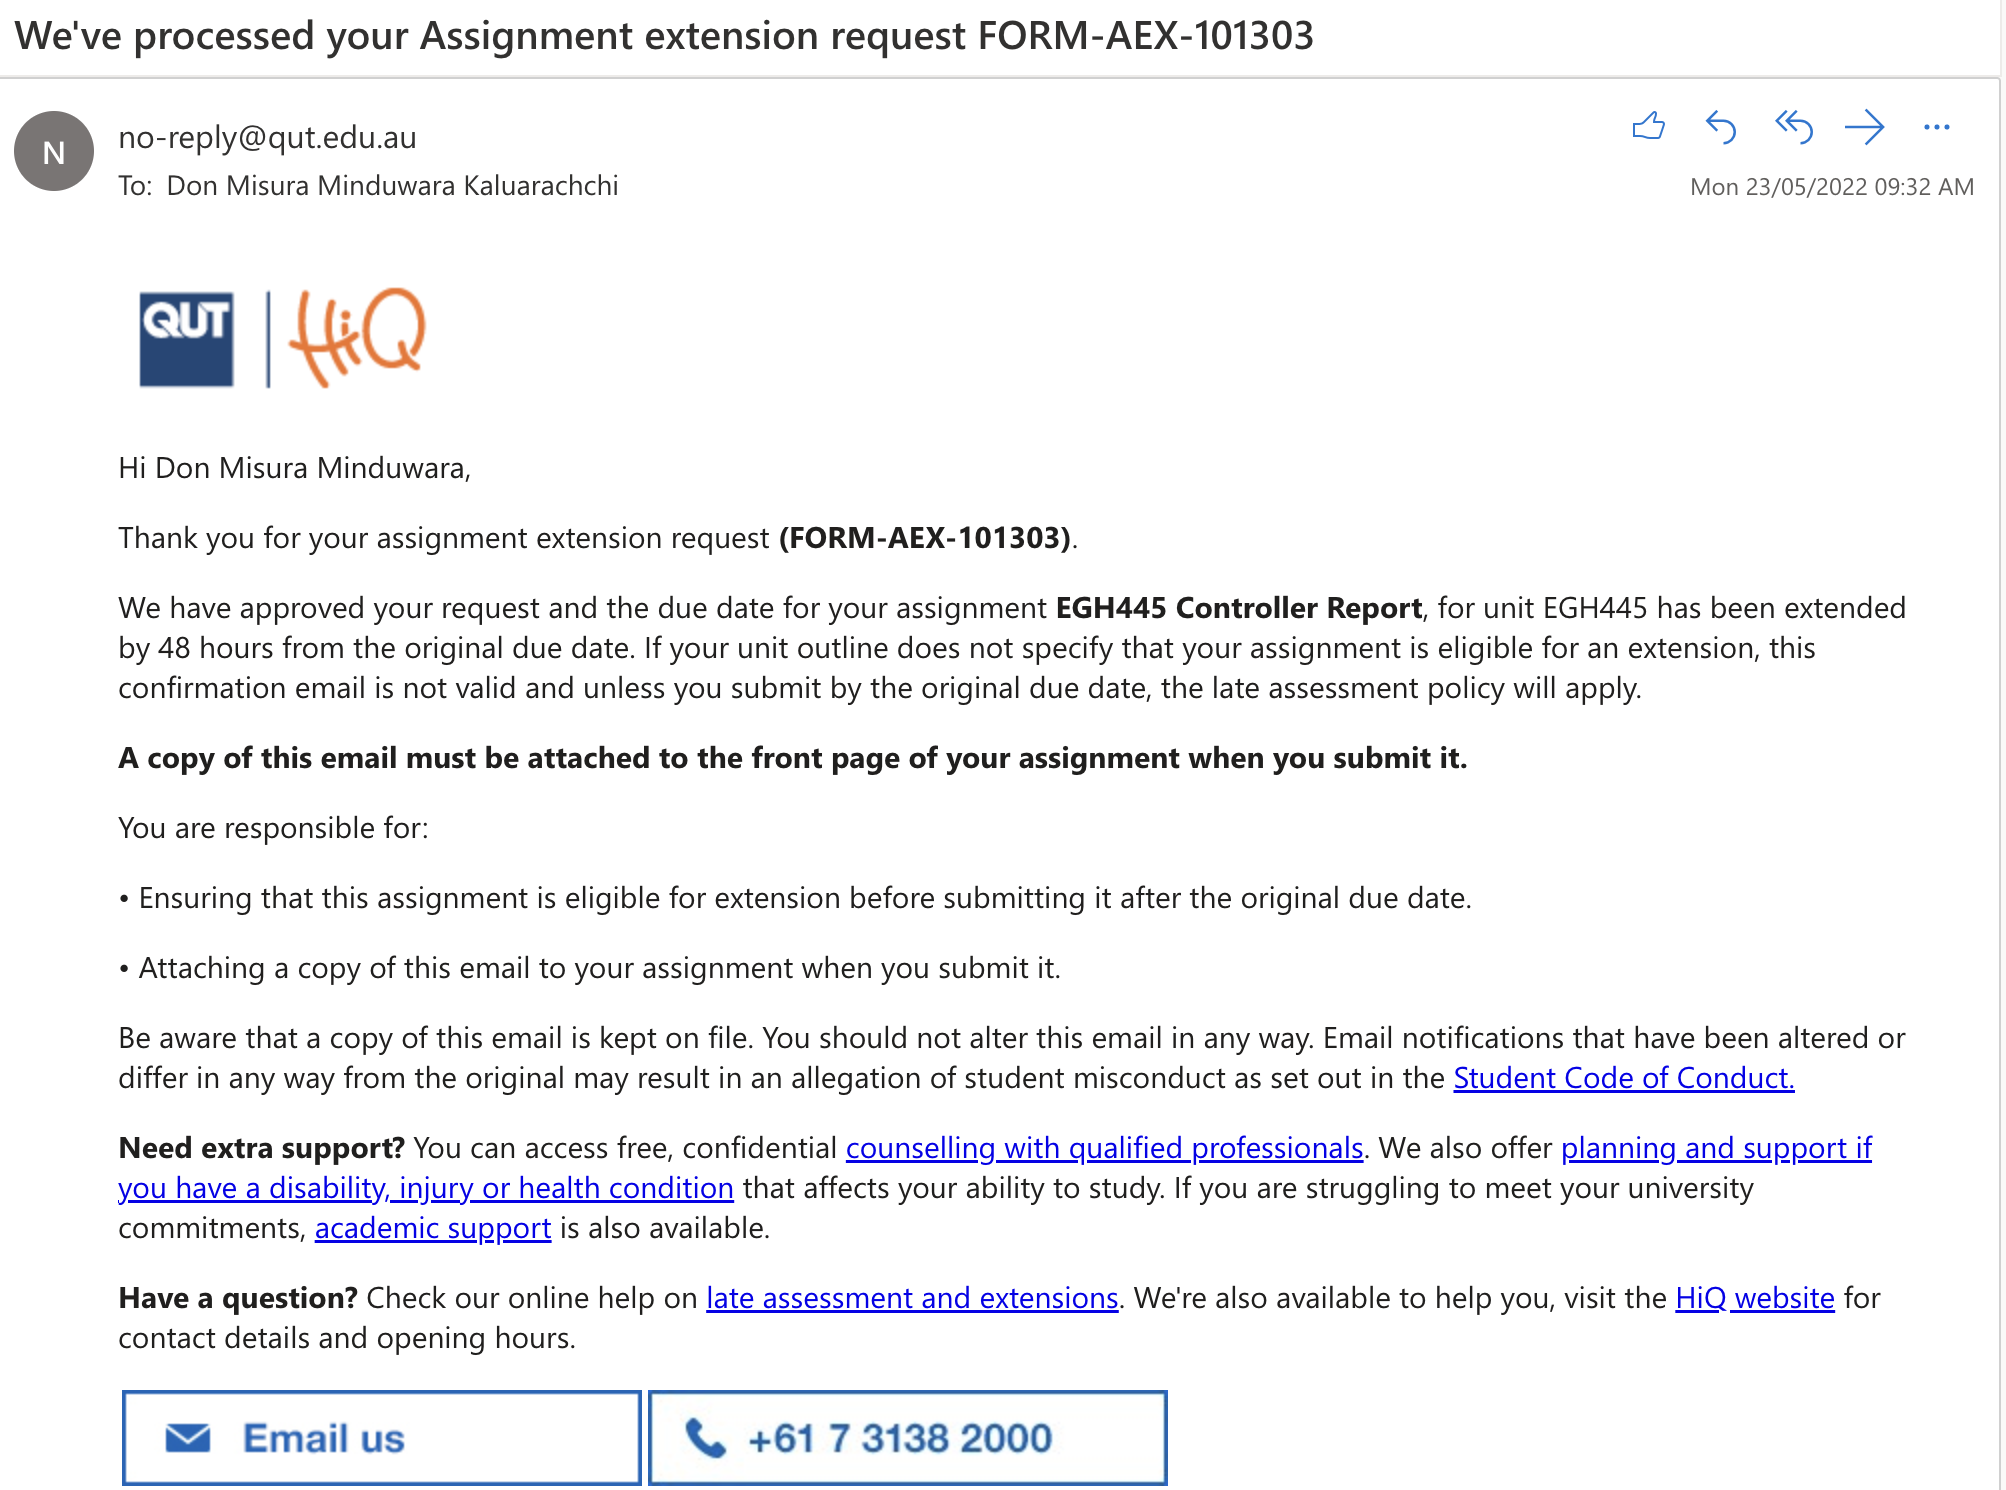 We've processed your Assignment extension request FORM-AEX-101303
N
no-reply@qut.edu.au
To: Don Misura Minduwara Kaluarachchi
Mon 23/05/2022 09:32 AM
QUT HiQ
Hi Don Misura Minduwara,
Thank you for your assignment extension request (FORM-AEX-101303).
We have approved your request and the due date for your assignment EGH445 Controller Report, for unit EGH445 has been extended
by 48 hours from the original due date. If your unit outline does not specify that your assignment is eligible for an extension, this
confirmation email is not valid and unless you submit by the original due date, the late assessment policy will apply.
A copy of this email must be attached to the front page of your assignment when you submit it.
You are responsible for:
• Ensuring that this assignment is eligible for extension before submitting it after the original due date.
• Attaching a copy of this email to your assignment when you submit it.
Be aware that a copy of this email is kept on file. You should not alter this email in any way. Email notifications that have been altered or
differ in any way from the original may result in an allegation of student misconduct as set out in the Student Code of Conduct.
Need extra support? You can access free, confidential counselling with qualified professionals. We also offer planning and support if
you have a disability, injury or health condition that affects your ability to study. If you are struggling to meet your university
commitments, academic support is also available.
Have a question? Check our online help on late assessment and extensions. We're also available to help you, visit the HiQ website for
contact details and opening hours.
Email us
+61 7 3138 2000